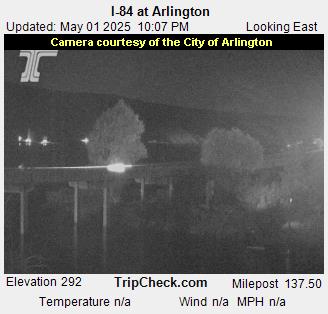 I-84 at Arlington
Updated: May 01 2025 10:07 PM Looking East
Camera courtesy of the City of Arlington
Elevation 292 TripCheck.com Milepost 137.50
Temperature n/a Wind n/a MPH n/a